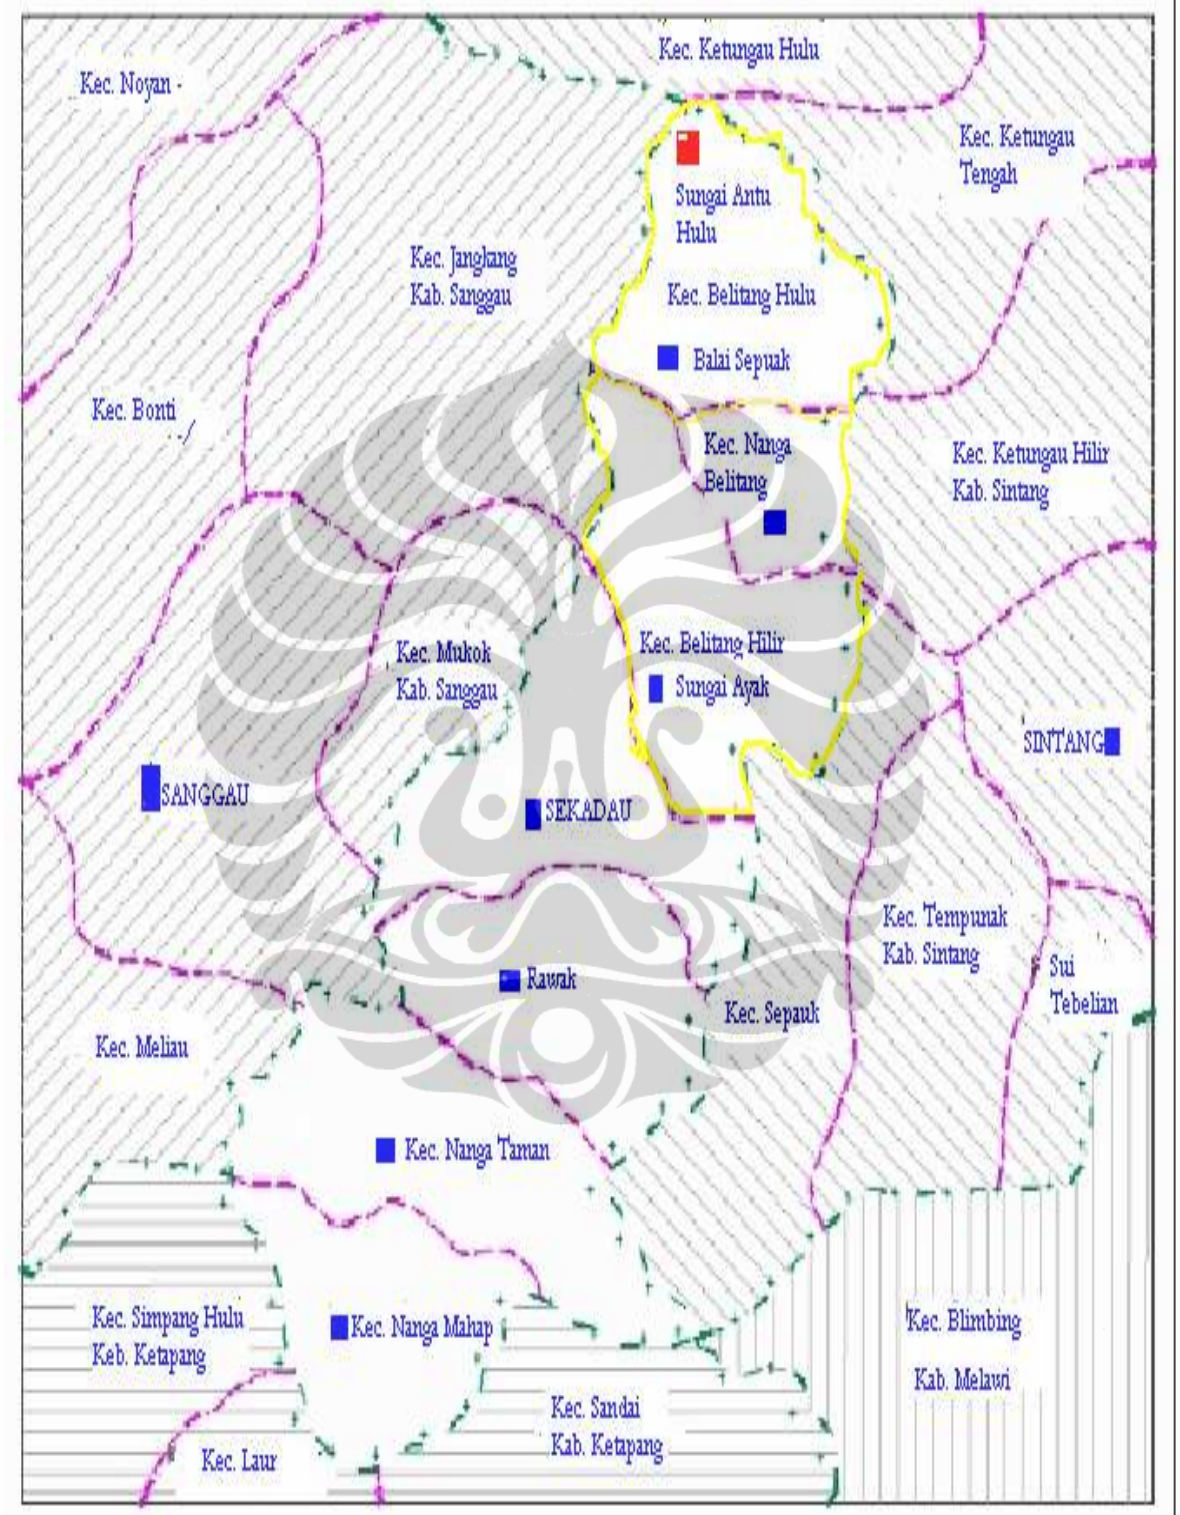 Kec. Ketungau Hulu
Kec. Noyan -
Kec. Ketungau
Tengah
Sungai Antu
Hulu
Kec. Jangkang
Kab. Sanggau
Kec. Belitang Hulu
Balai Sepuak
Kec. Bonti
Kec. Nanga
Belitang
Kec. Ketungau Hilir
Kab. Sintang
Kec. Mukok
Kab. Sanggau
Kec. Belitang Hilir
Sungai Ayak
SINTANG
SANGGAU
SEKADAU
Kec. Tempunak
Kab. Sintang
Sui
Tebelian
Rawak
Kec. Sepauk
Kec. Meliau
Kec. Nanga Taman
Kec. Simpang Hulu
Keb. Ketapang
Kec. Nanga Mahap
Kec. Blimbing
Kab. Melawi
Kec. Sandai
Kab. Ketapang
Kec. Laur